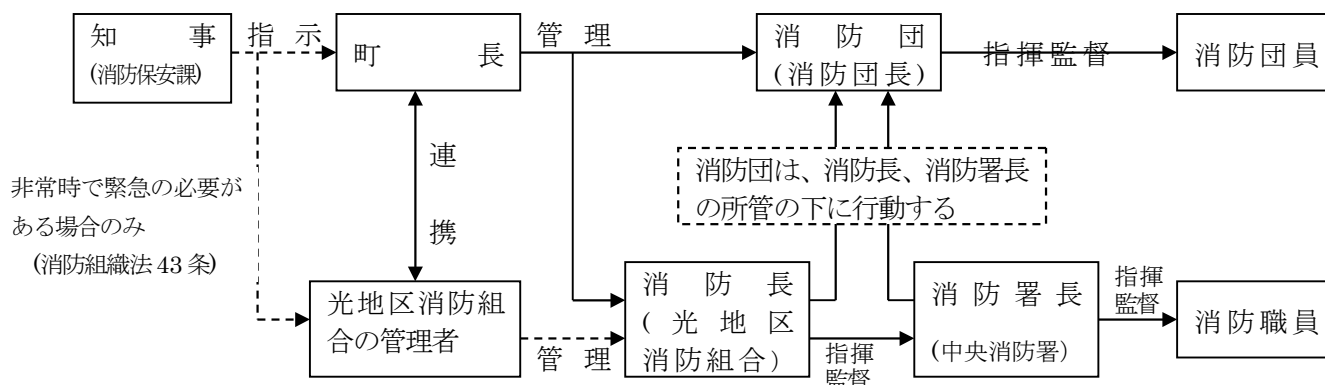 知事
(消防保安課)
指示
町長
管理
消防団
(消防団長)
指揮監督
消防団員
連
携
消防団は、消防長、消防署長
の所管の下に行動する
非常時で緊急の必要が
ある場合のみ
(消防組織法43条)
光地区消防組
合の管理者
管理
消防長
(光地区
消防組合)
指揮
監督
消防署長
(中央消防署)
指揮
監督
消防職員